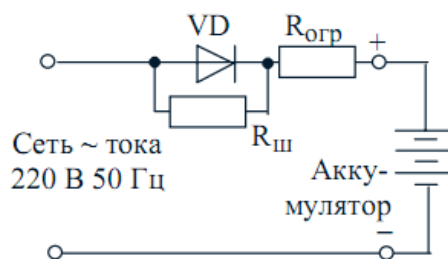 VD
Rогр
+
Rш
Сеть ~ тока
220 В 50 Гц
Акку-
мулятор
–